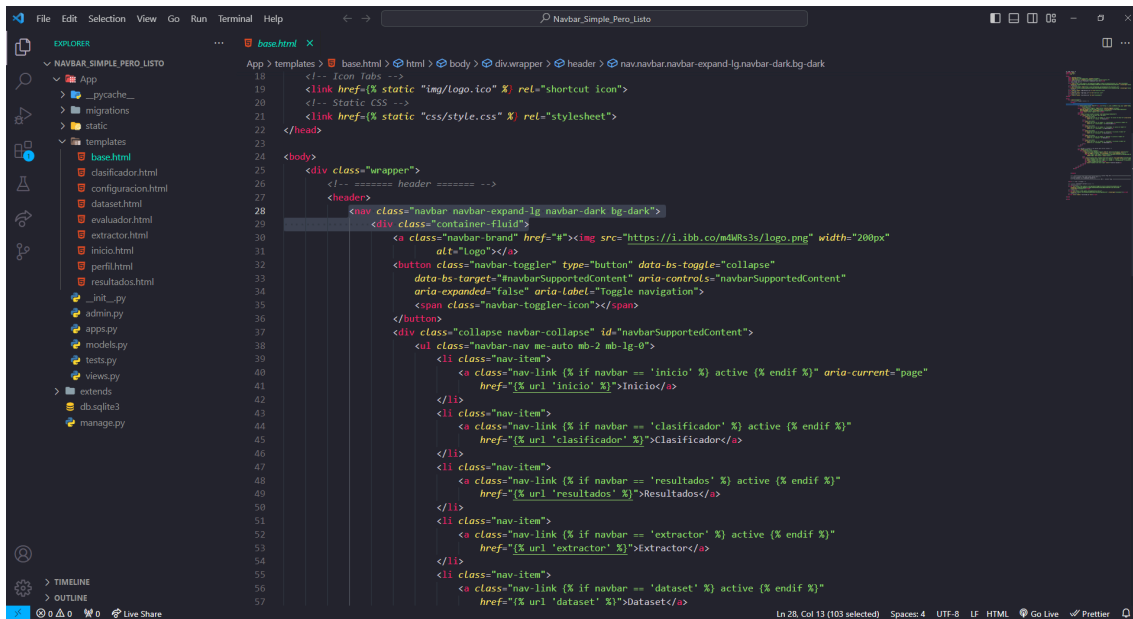 File Edit Selection View Go Run Terminal Help
Navbar_Simple_Pero_Listo
EXPLORER
NAVBAR_SIMPLE_PERO_LISTO
App
__pycache__
migrations
static
templates
base.html
clasificador.html
configuracion.html
dataset.html
evaluador.html
extractor.html
inicio.html
perfil.html
resultados.html
__init__.py
admin.py
apps.py
models.py
tests.py
views.py
extends
db.sqlite3
manage.py
TIMELINE
OUTLINE
base.html
App > templates > base.html > html > body > div.wrapper > header > nav.navbar.navbar-expand-lg.navbar-dark.bg-dark
18 <!-- Icon Tabs -->
19 <link href={% static "img/logo.ico" %} rel="shortcut icon">
20 <!-- Static CSS -->
21 <link href={% static "css/style.css" %} rel="stylesheet">
22 </head>
23
24 <body>
25 <div class="wrapper">
26 <!-- ======= header ======= -->
27 <header>
28 <nav class="navbar navbar-expand-lg navbar-dark bg-dark">
29 <div class="container-fluid">
30 <a class="navbar-brand" href="#"><img src="https://i.ibb.co/m4WRs3s/logo.png" width="200px"
31 alt="Logo"></a>
32 <button class="navbar-toggler" type="button" data-bs-toggle="collapse"
33 data-bs-target="#navbarSupportedContent" aria-controls="navbarSupportedContent"
34 aria-expanded="false" aria-label="Toggle navigation">
35 <span class="navbar-toggler-icon"></span>
36 </button>
37 <div class="collapse navbar-collapse" id="navbarSupportedContent">
38 <ul class="navbar-nav me-auto mb-2 mb-lg-0">
39 <li class="nav-item">
40 <a class="nav-link {% if navbar == 'inicio' %} active {% endif %}" aria-current="page"
41 href="{% url 'inicio' %}">Inicio</a>
42 </li>
43 <li class="nav-item">
44 <a class="nav-link {% if navbar == 'clasificador' %} active {% endif %}"
45 href="{% url 'clasificador' %}">Clasificador</a>
46 </li>
47 <li class="nav-item">
48 <a class="nav-link {% if navbar == 'resultados' %} active {% endif %}"
49 href="{% url 'resultados' %}">Resultados</a>
50 </li>
51 <li class="nav-item">
52 <a class="nav-link {% if navbar == 'extractor' %} active {% endif %}"
53 href="{% url 'extractor' %}">Extractor</a>
54 </li>
55 <li class="nav-item">
56 <a class="nav-link {% if navbar == 'dataset' %} active {% endif %}"
57 href="{% url 'dataset' %}">Dataset</a>
0 0 0 Live Share
Ln 28, Col 13 (103 selected) Spaces: 4 UTF-8 LF HTML Go Live Prettier